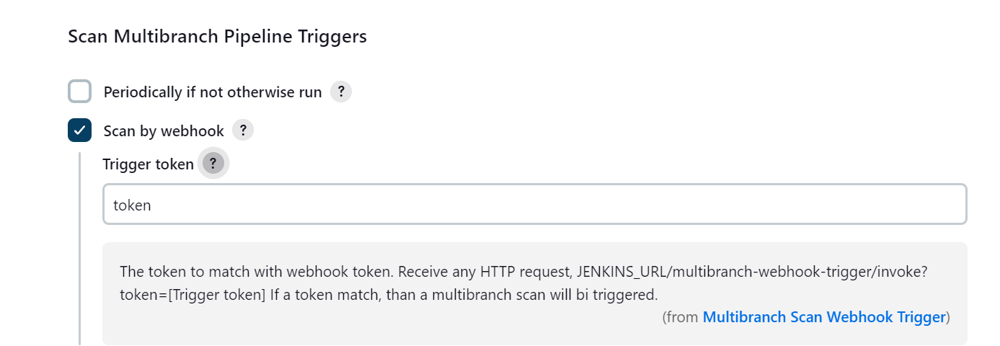 Scan Multibranch Pipeline Triggers
Periodically if not otherwise run ?
Scan by webhook ?
Trigger token ?
token
The token to match with webhook token. Receive any HTTP request, JENKINS_URL/multibranch-webhook-trigger/invoke?
token=[Trigger token] If a token match, than a multibranch scan will bi triggered.
(from Multibranch Scan Webhook Trigger)